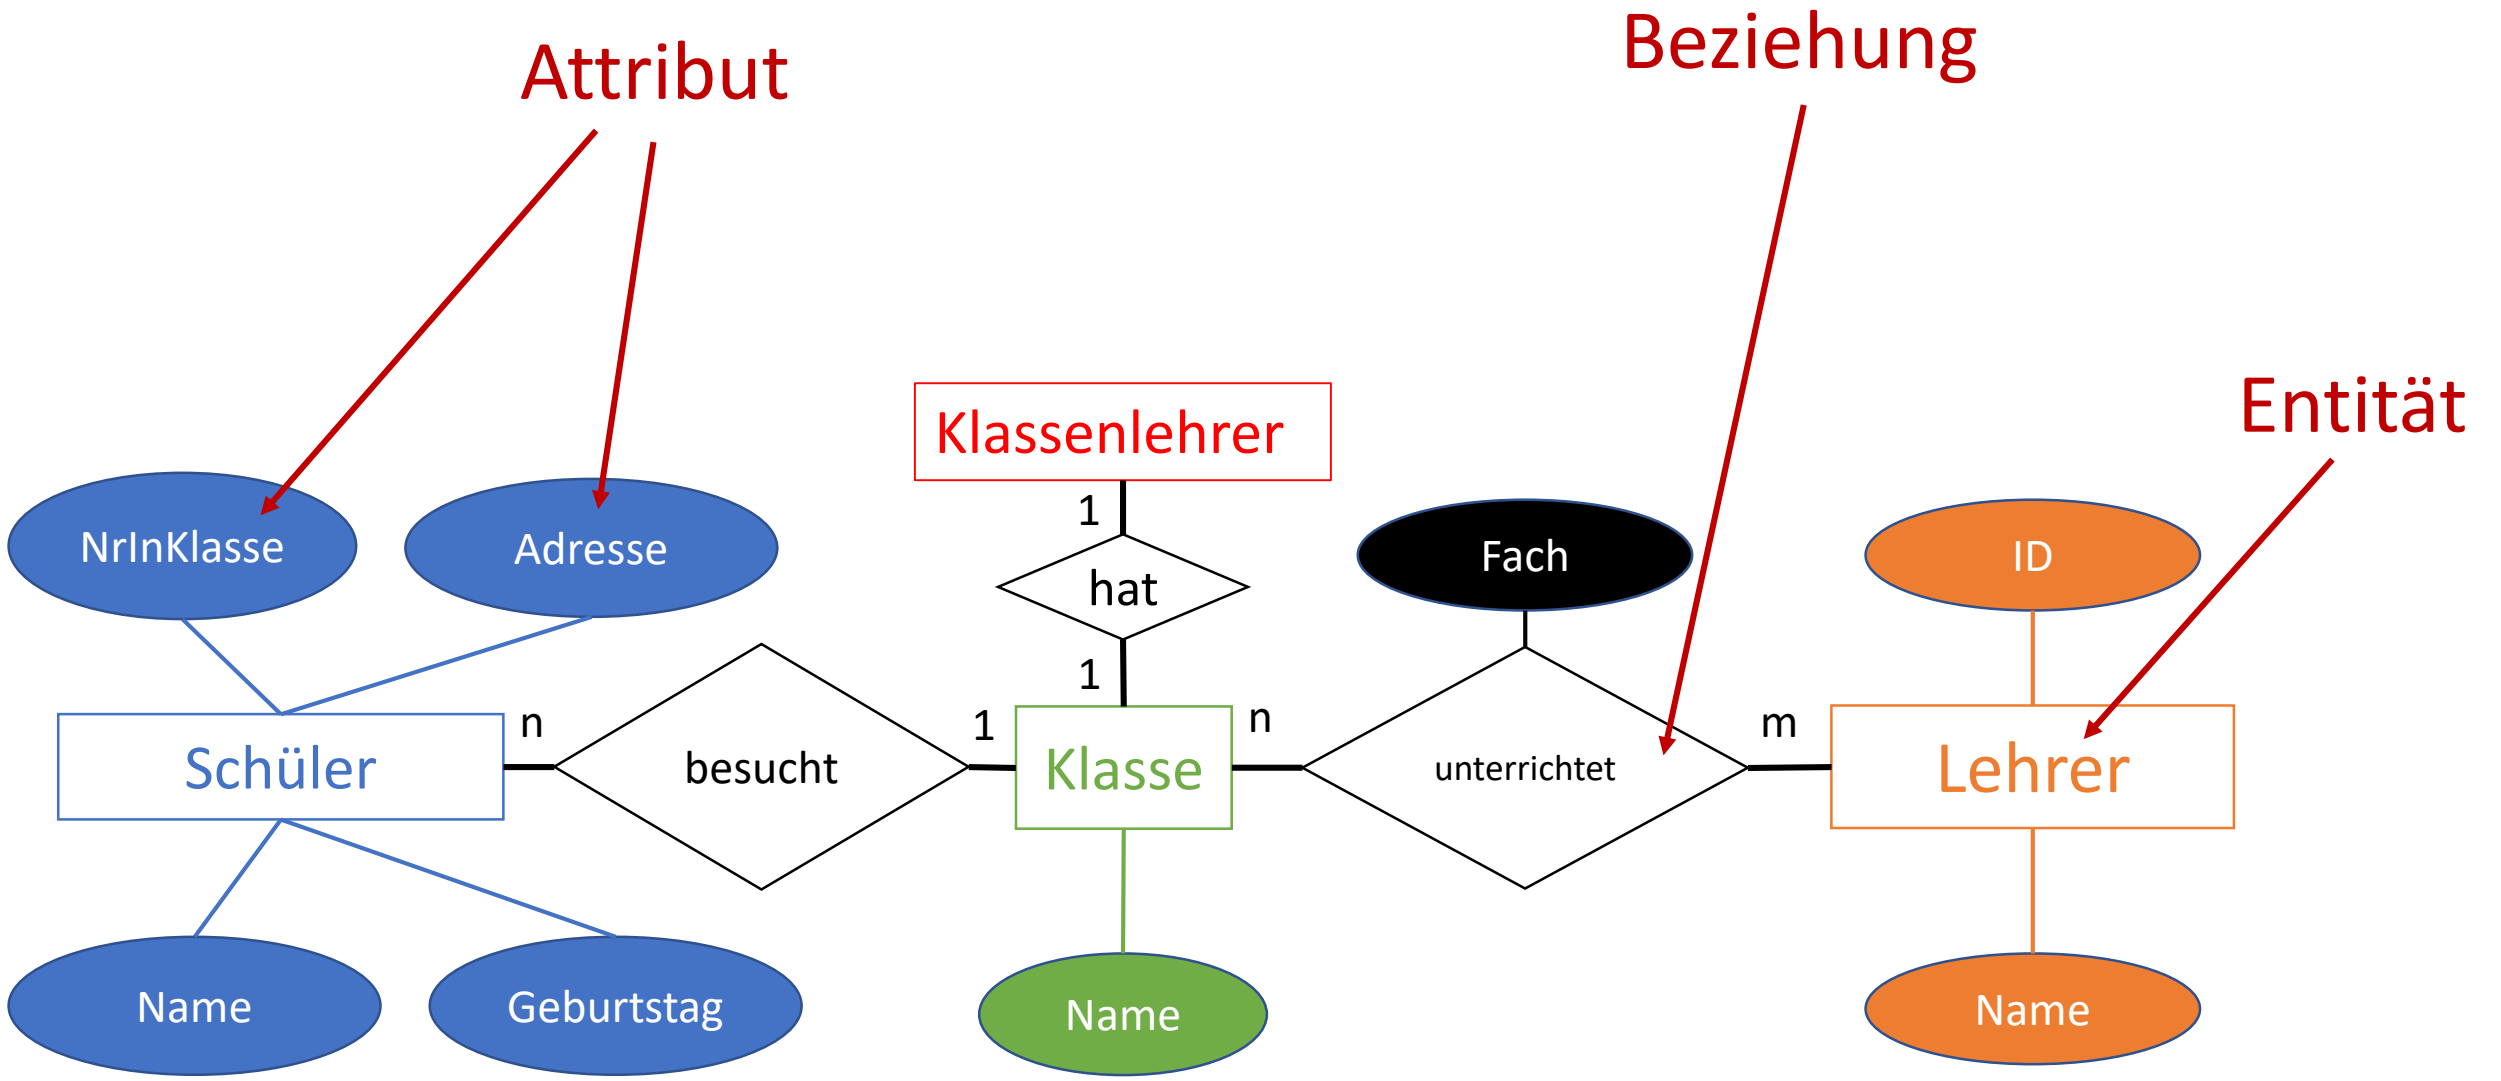 Attribut
Beziehung
Entität
Klassenlehrer
1
NrInKlasse
Adresse
Fach
ID
hat
1
n
1
n
m
Schüler
besucht
Klasse
unterrichtet
Lehrer
Name
Geburtstag
Name
Name